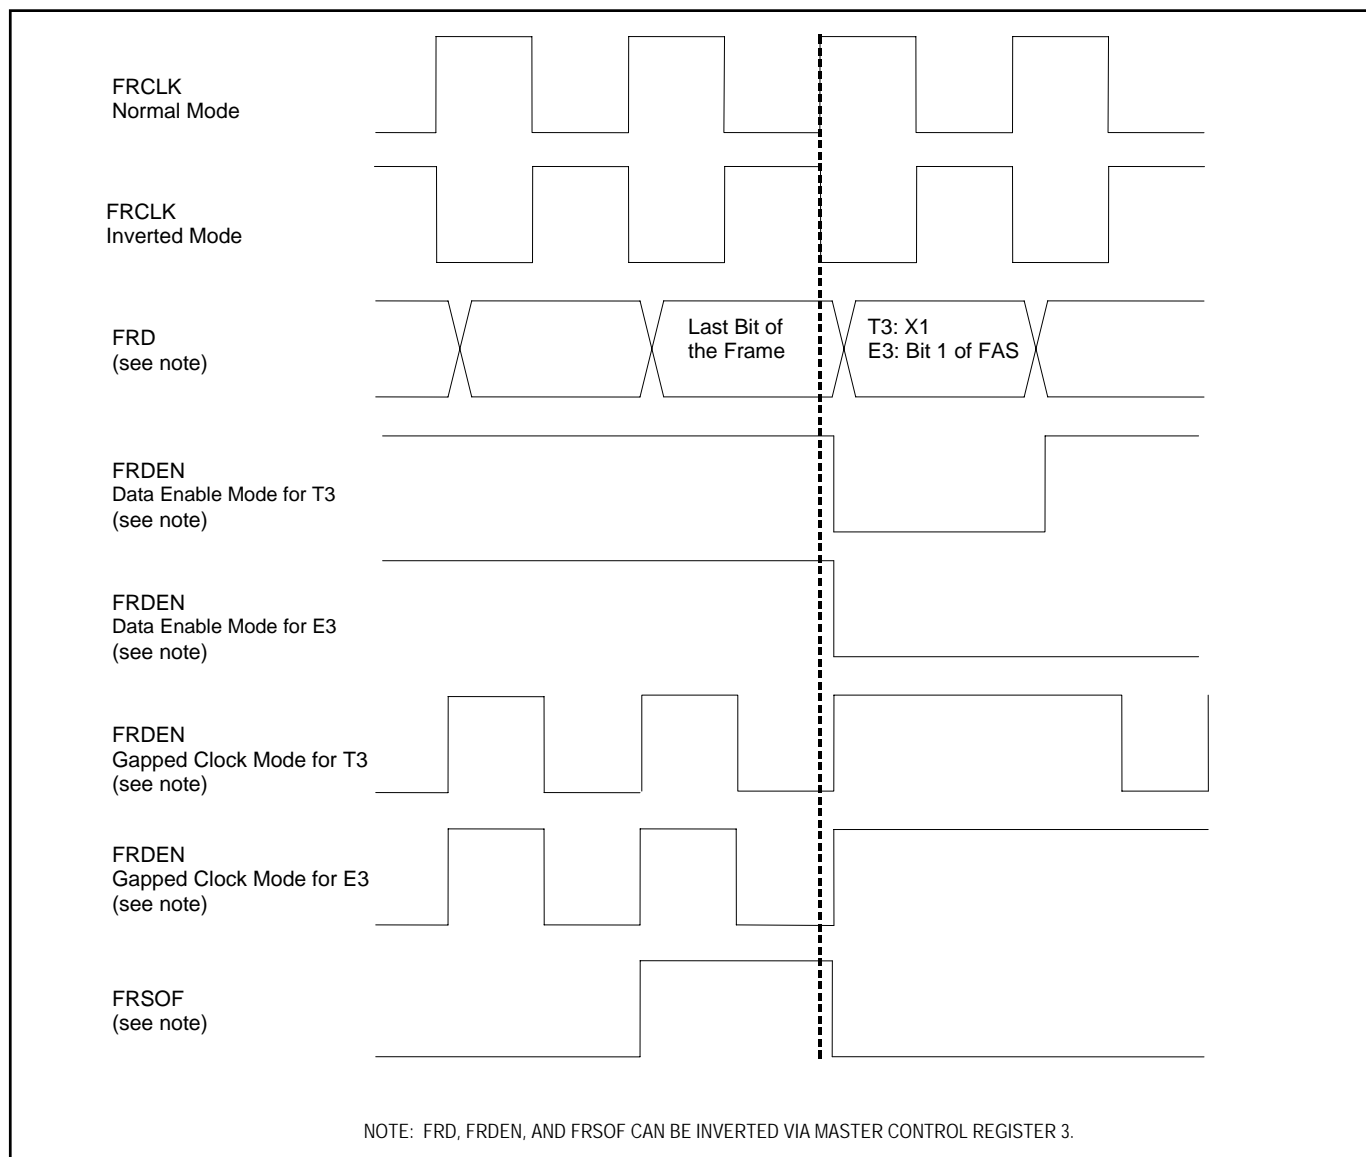 FRCLK
Normal Mode
FRCLK
Inverted Mode
FRD
(see note)
Last Bit of
the Frame
T3: X1
E3: Bit 1 of FAS
FRDEN
Data Enable Mode for T3
(see note)
FRDEN
Data Enable Mode for E3
(see note)
FRDEN
Gapped Clock Mode for T3
(see note)
FRDEN
Gapped Clock Mode for E3
(see note)
FRSOF
(see note)
NOTE: FRD, FRDEN, AND FRSOF CAN BE INVERTED VIA MASTER CONTROL REGISTER 3.